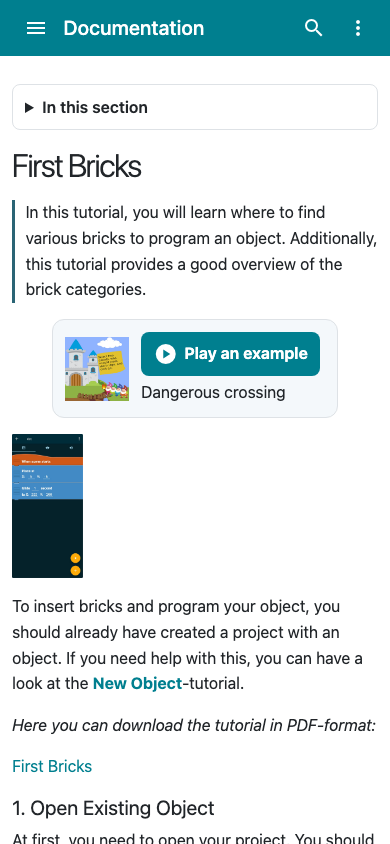 Documentation
In this section
First Bricks
In this tutorial, you will learn where to find
various bricks to program an object. Additionally,
this tutorial provides a good overview of the
brick categories.
Play an example
Dangerous crossing
To insert bricks and program your object, you
should already have created a project with an
object. If you need help with this, you can have a
look at the New Object-tutorial.
Here you can download the tutorial in PDF-format:
First Bricks
1. Open Existing Object
At first, you need to open your project. You should